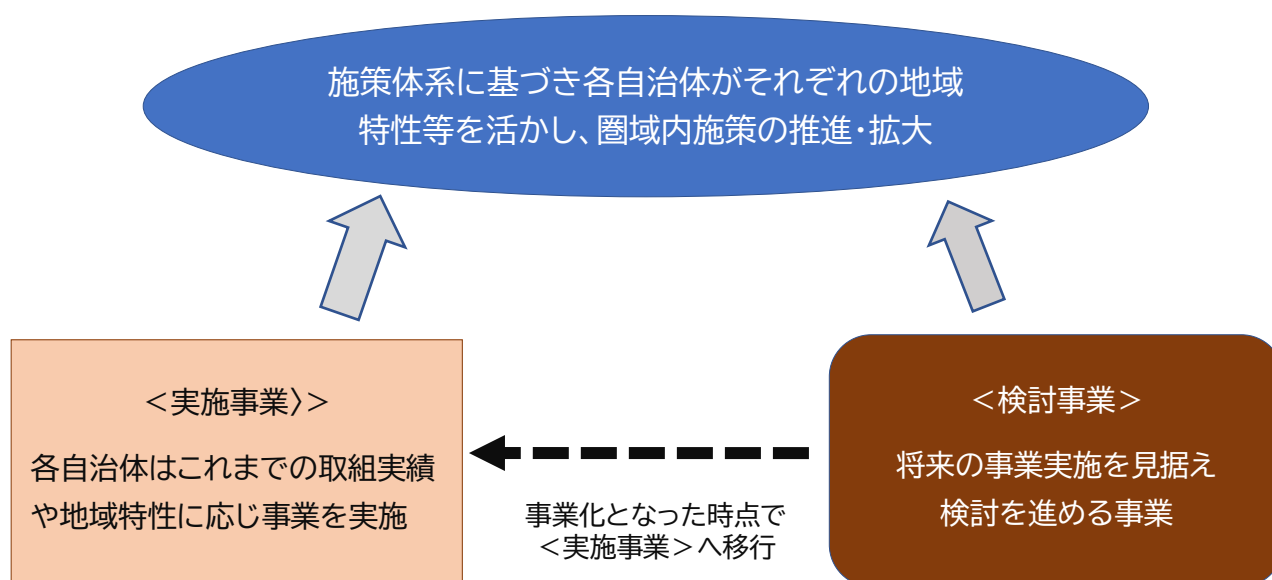 施策体系に基づき各自治体がそれぞれの地域
特性等を活かし、圏域内施策の推進・拡大
＜実施事業〉＞
各自治体はこれまでの取組実績
や地域特性に応じ事業を実施
事業化となった時点で
＜実施事業＞へ移行
＜検討事業＞
将来の事業実施を見据え
検討を進める事業